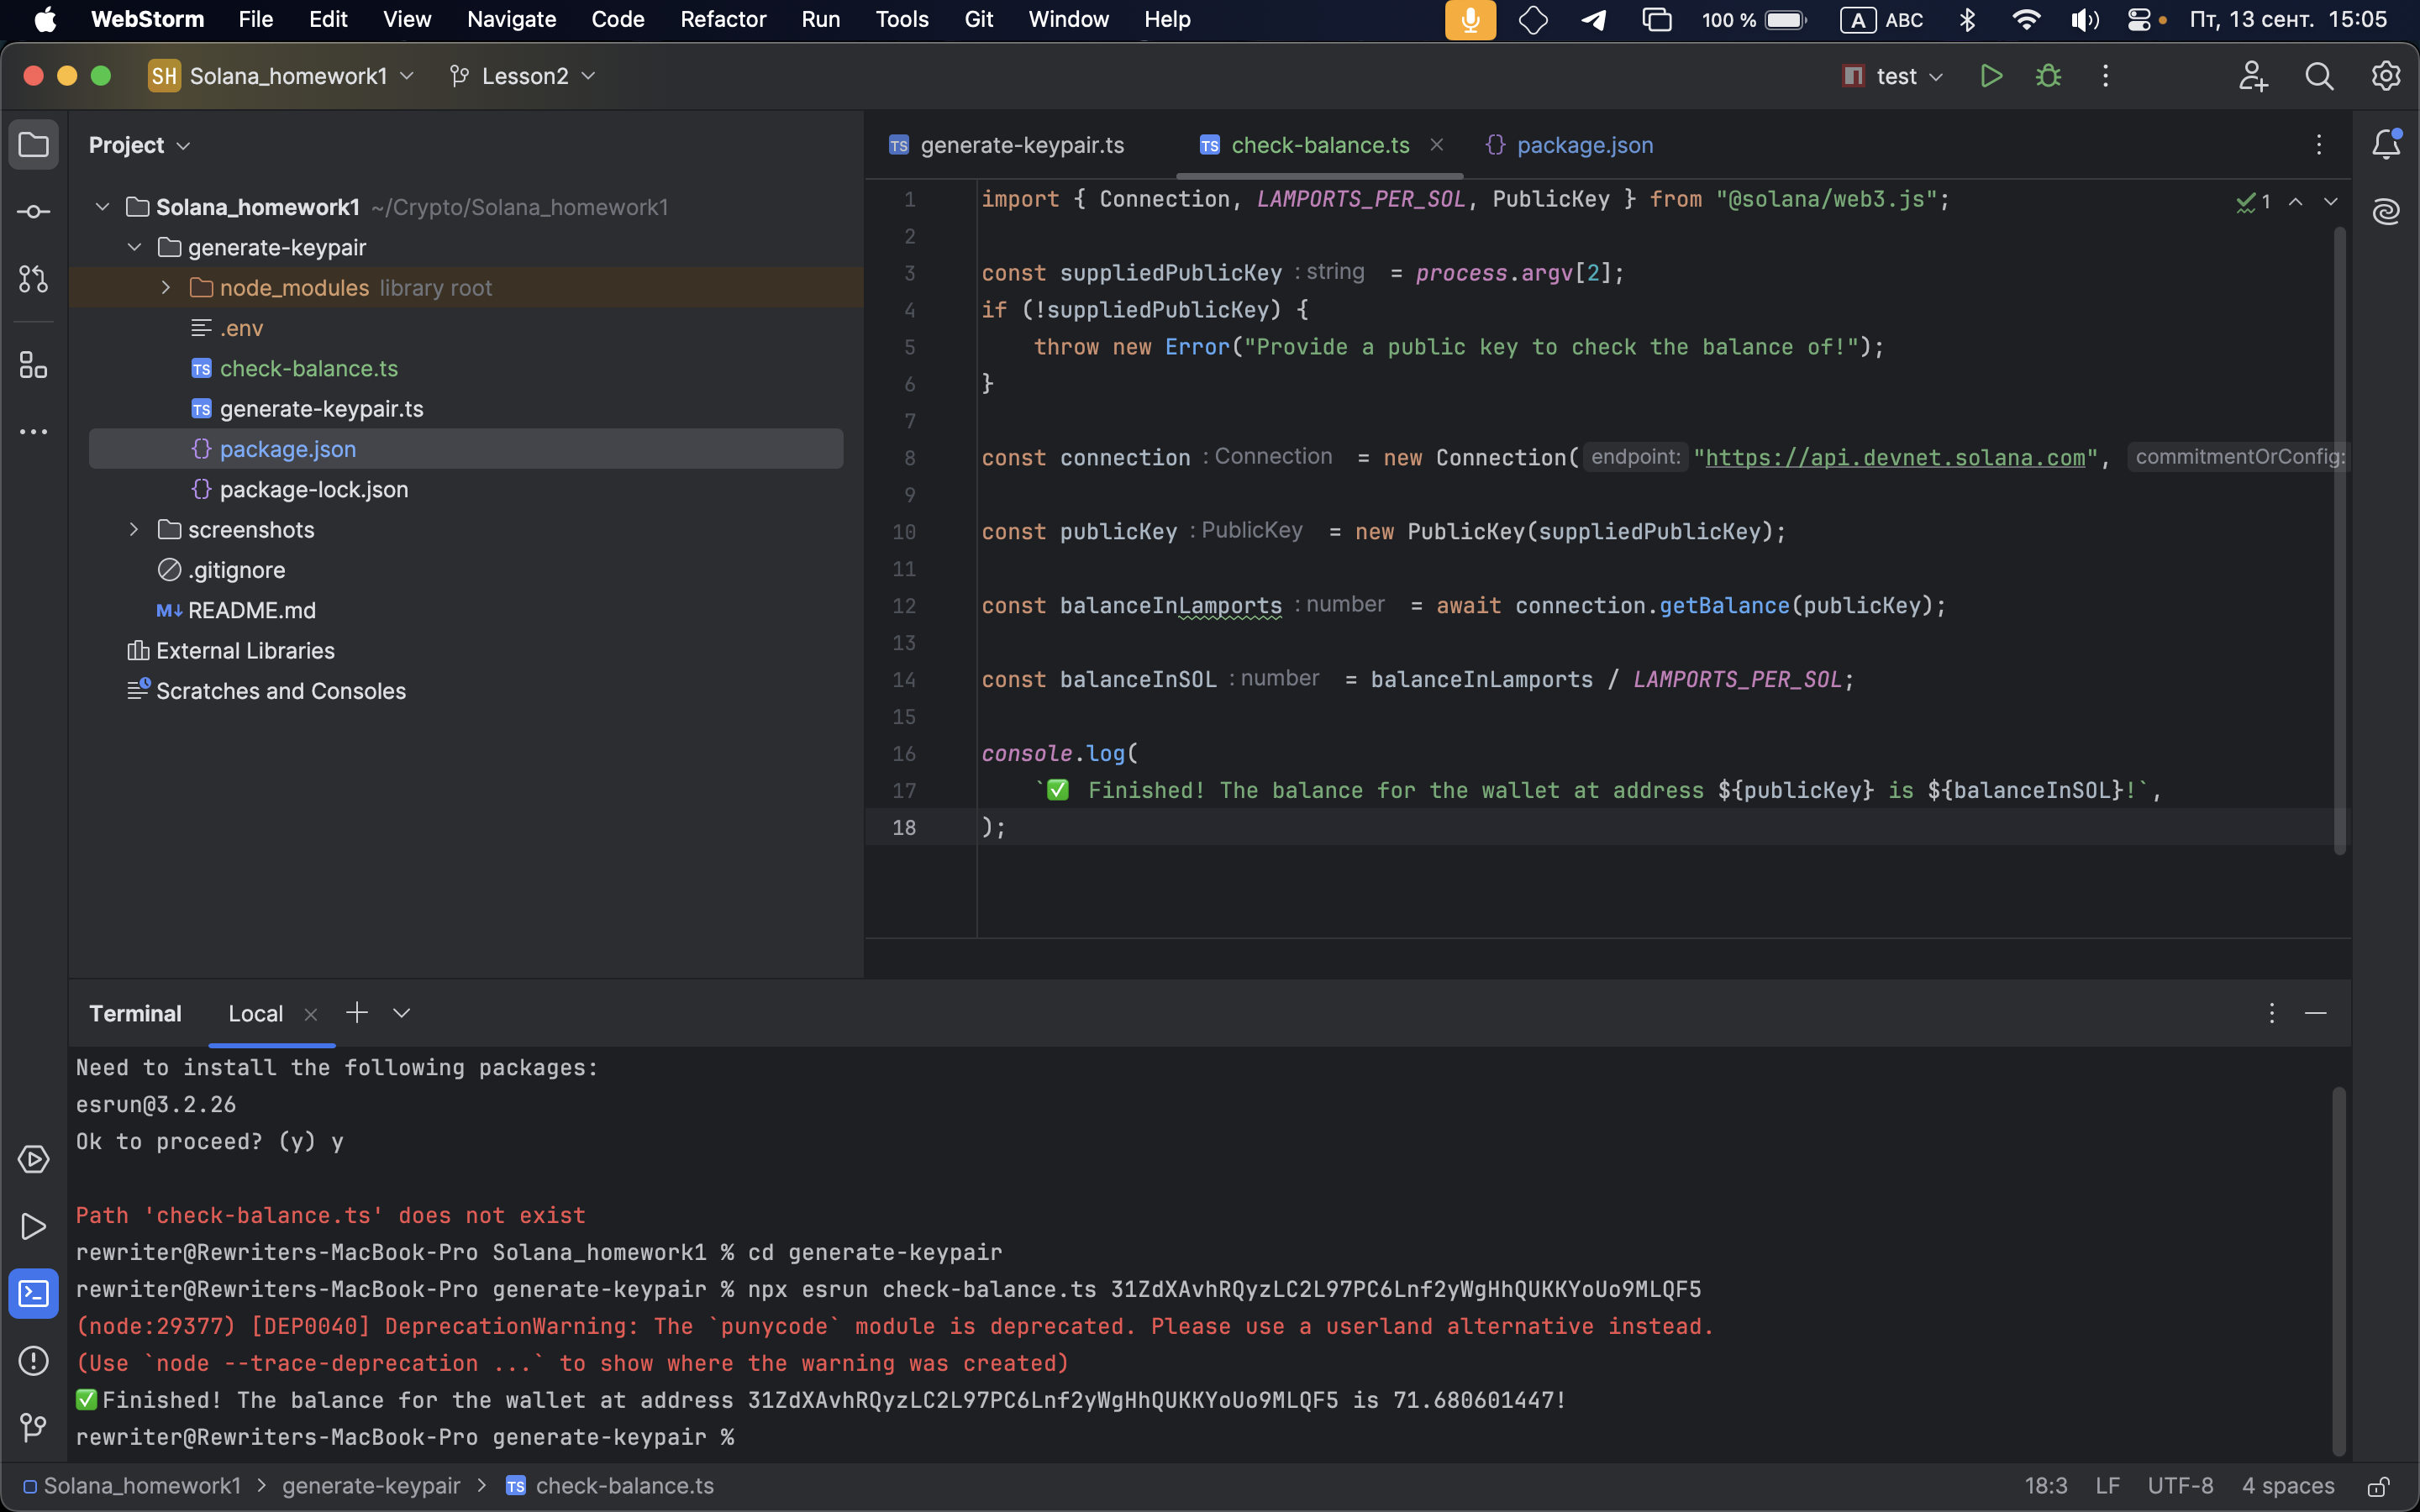 WebStorm File Edit View Navigate Code Refactor Run Tools Git Window Help 100 % A ABC Пт, 13 сент. 15:05
SH Solana_homework1 Lesson2 test
Project
Solana_homework1 ~/Crypto/Solana_homework1
generate-keypair
node_modules library root
.env
TS check-balance.ts
TS generate-keypair.ts
{} package.json
{} package-lock.json
screenshots
.gitignore
M↓ README.md
External Libraries
Scratches and Consoles
TS generate-keypair.ts TS check-balance.ts {} package.json
1 import { Connection, LAMPORTS_PER_SOL, PublicKey } from "@solana/web3.js"; 1
2
3 const suppliedPublicKey : string = process.argv[2];
4 if (!suppliedPublicKey) {
5 throw new Error("Provide a public key to check the balance of!");
6 }
7
8 const connection : Connection = new Connection( endpoint: "https://api.devnet.solana.com", commitmentOrConfig:
9
10 const publicKey : PublicKey = new PublicKey(suppliedPublicKey);
11
12 const balanceInLamports : number = await connection.getBalance(publicKey);
13
14 const balanceInSOL : number = balanceInLamports / LAMPORTS_PER_SOL;
15
16 console.log(
17 `✅ Finished! The balance for the wallet at address ${publicKey} is ${balanceInSOL}!`,
18 );
Terminal Local
Need to install the following packages:
esrun@3.2.26
Ok to proceed? (y) y
Path 'check-balance.ts' does not exist
rewriter@Rewriters-MacBook-Pro Solana_homework1 % cd generate-keypair
rewriter@Rewriters-MacBook-Pro generate-keypair % npx esrun check-balance.ts 31ZdXAvhRQyzLC2L97PC6Lnf2yWgHhQUKKYoUo9MLQF5
(node:29377) [DEP0040] DeprecationWarning: The `punycode` module is deprecated. Please use a userland alternative instead.
(Use `node --trace-deprecation ...` to show where the warning was created)
✅Finished! The balance for the wallet at address 31ZdXAvhRQyzLC2L97PC6Lnf2yWgHhQUKKYoUo9MLQF5 is 71.680601447!
rewriter@Rewriters-MacBook-Pro generate-keypair %
Solana_homework1 > generate-keypair > TS check-balance.ts 18:3 LF UTF-8 4 spaces